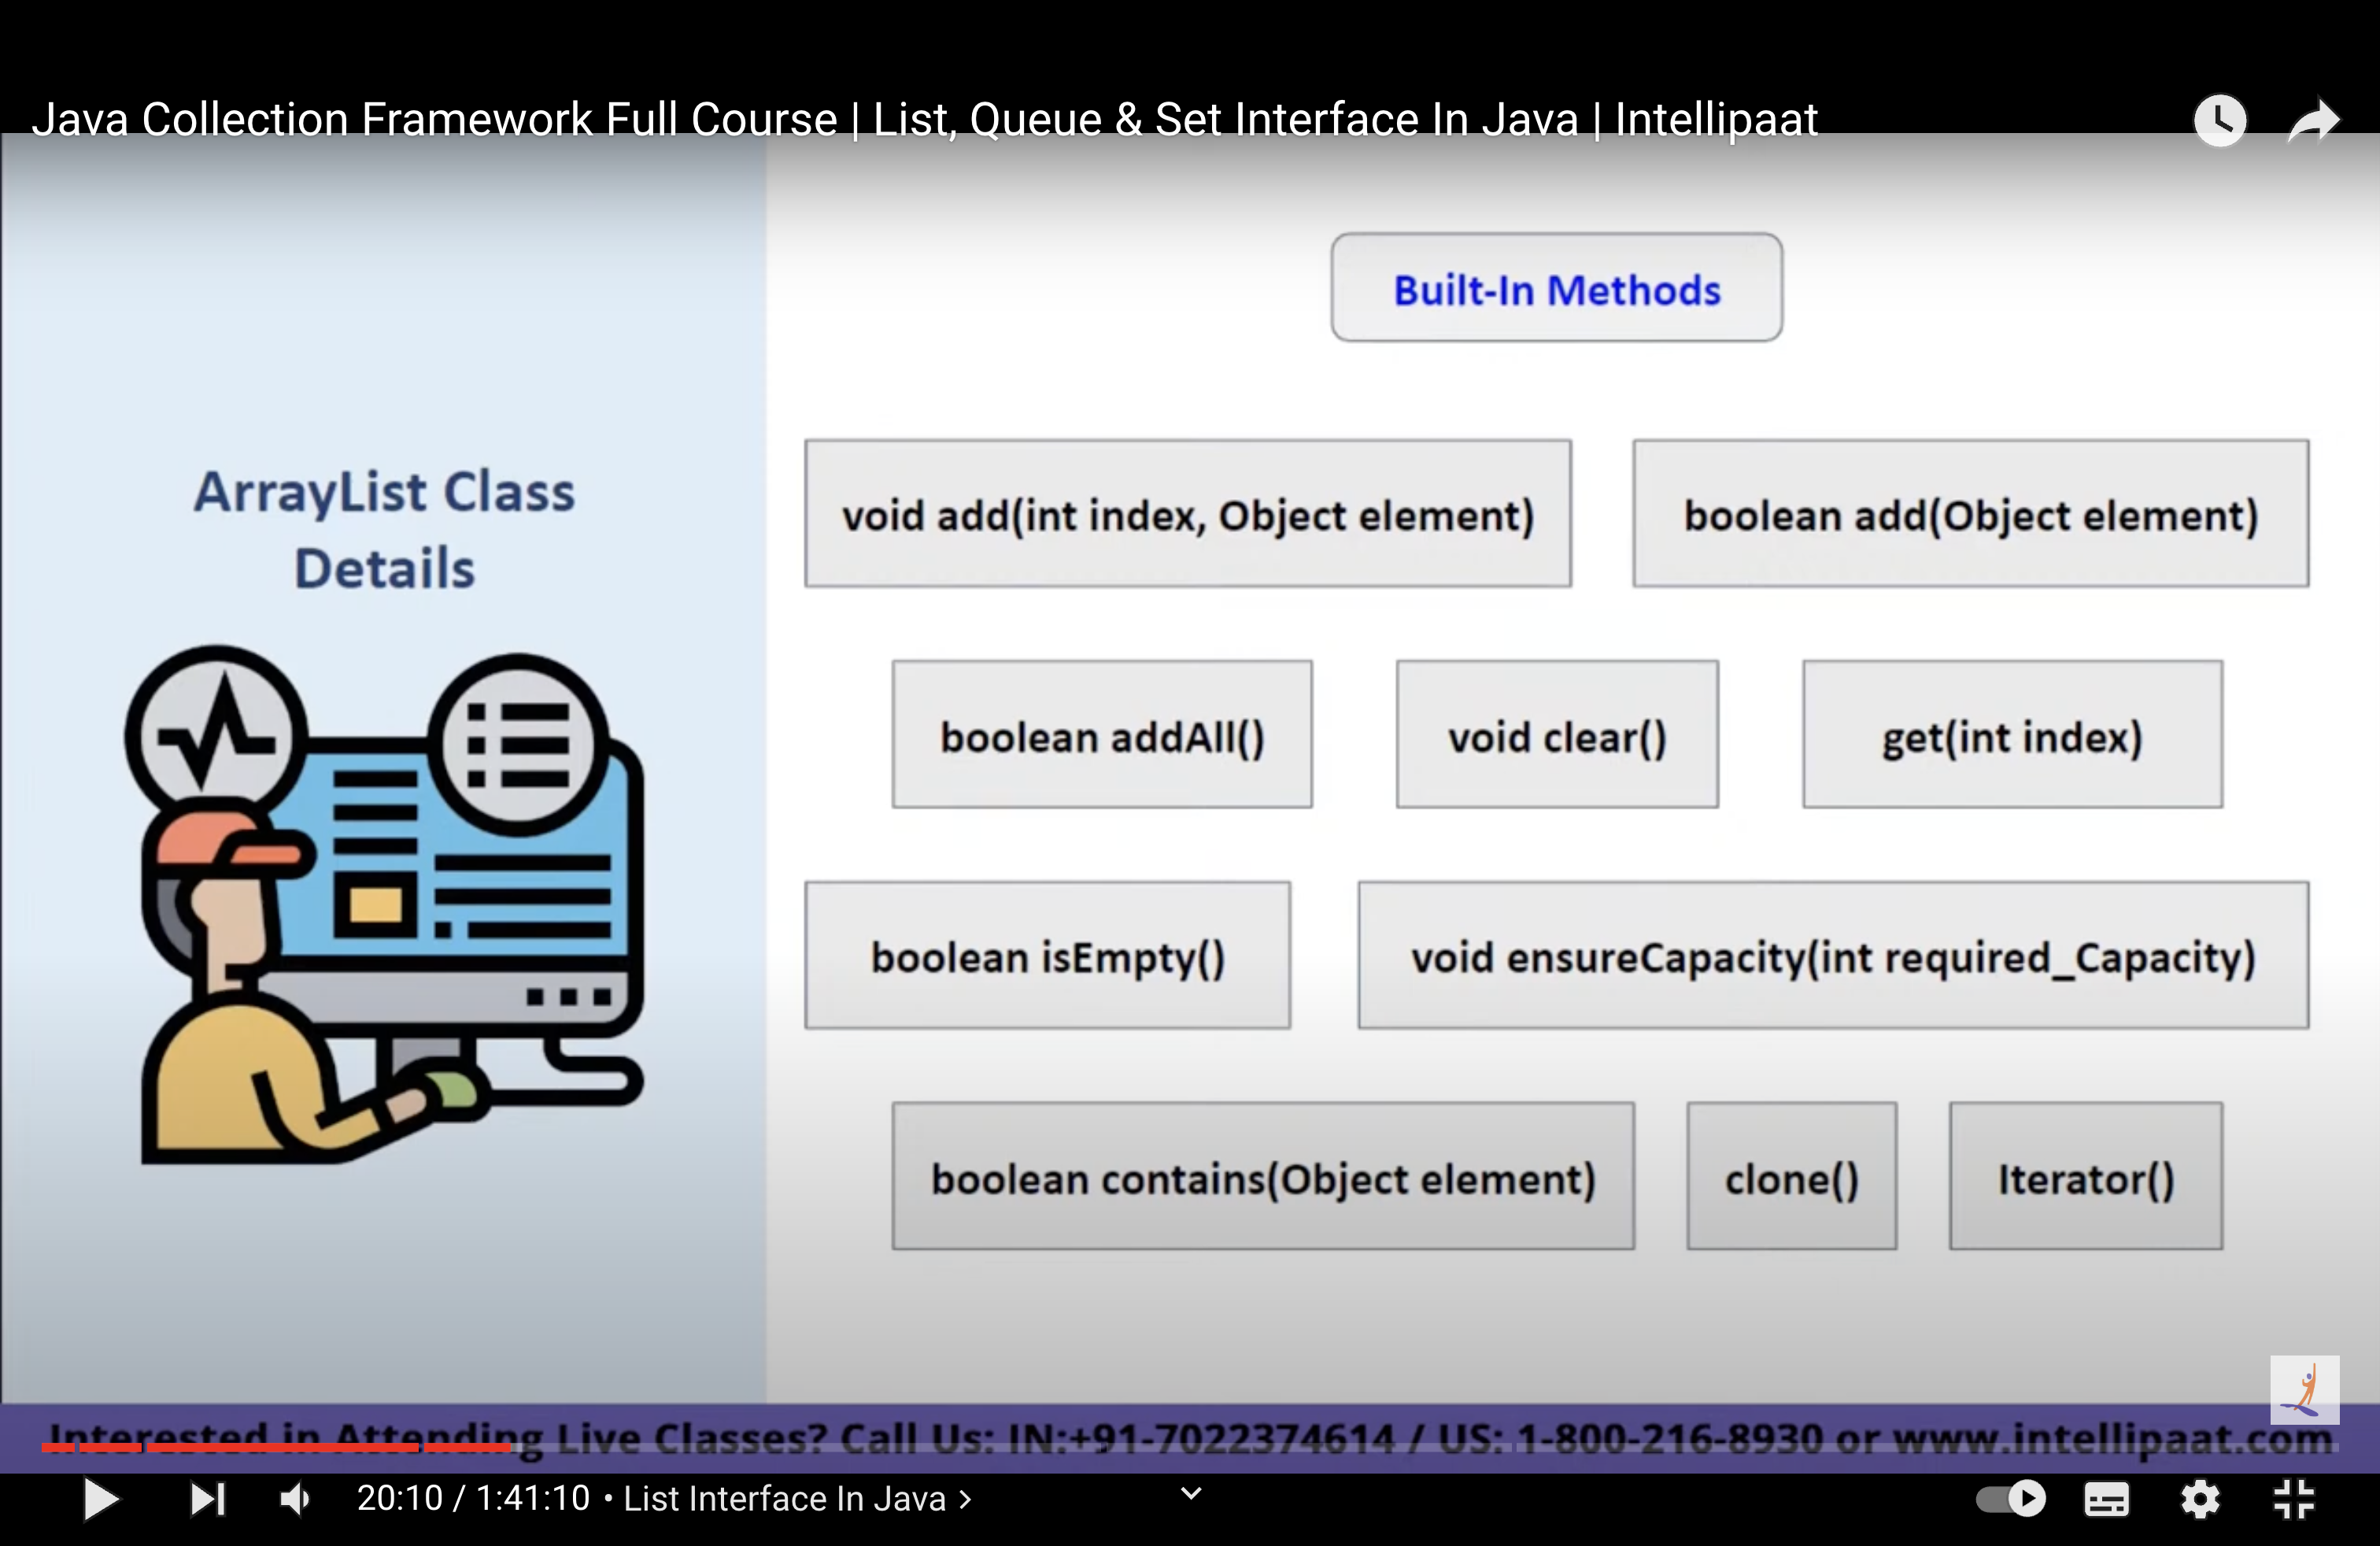 Java Collection Framework Full Course | List, Queue & Set Interface In Java | Intellipaat
Built-In Methods
ArrayList Class
Details
void add(int index, Object element)
boolean add(Object element)
boolean addAll()
void clear()
get(int index)
boolean isEmpty()
void ensureCapacity(int required_Capacity)
boolean contains(Object element)
clone()
Iterator()
Interested in Attending Live Classes? Call Us: IN:+91-7022374614 / US: 1-800-216-8930 or www.intellipaat.com
20:10 / 1:41:10 • List Interface In Java >